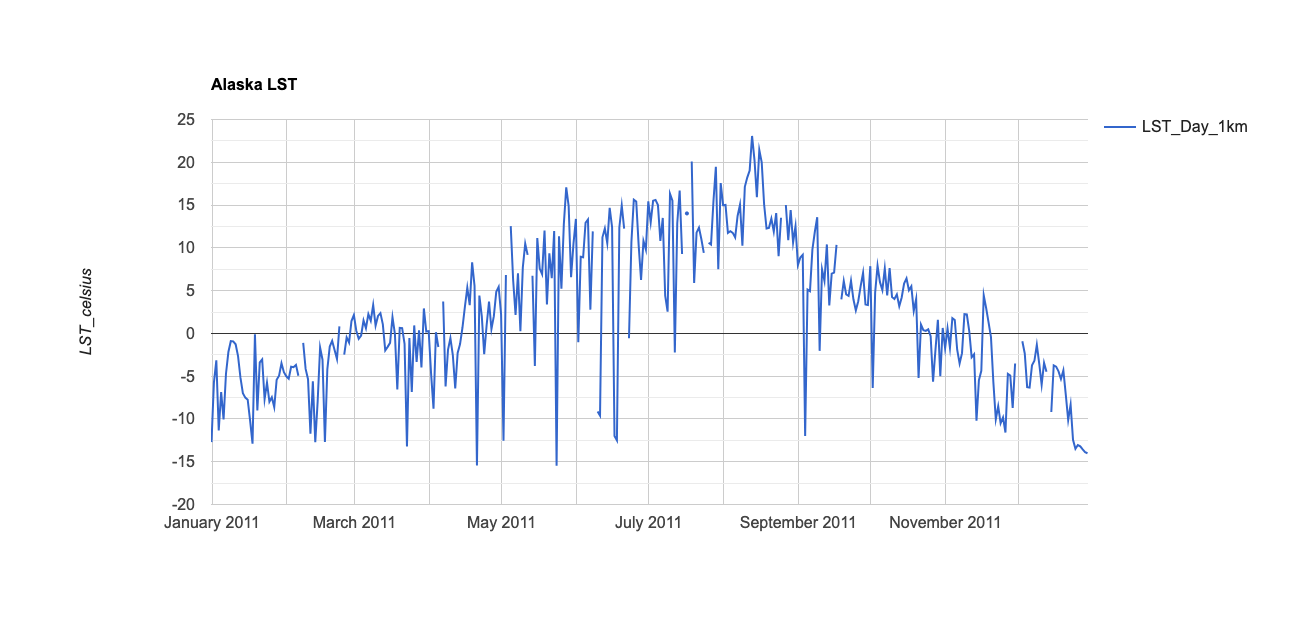 Alaska LST
LST_Day_1km
25
20
15
10
5
0
-5
-10
-15
-20
LST_celsius
January 2011
March 2011
May 2011
July 2011
September 2011
November 2011